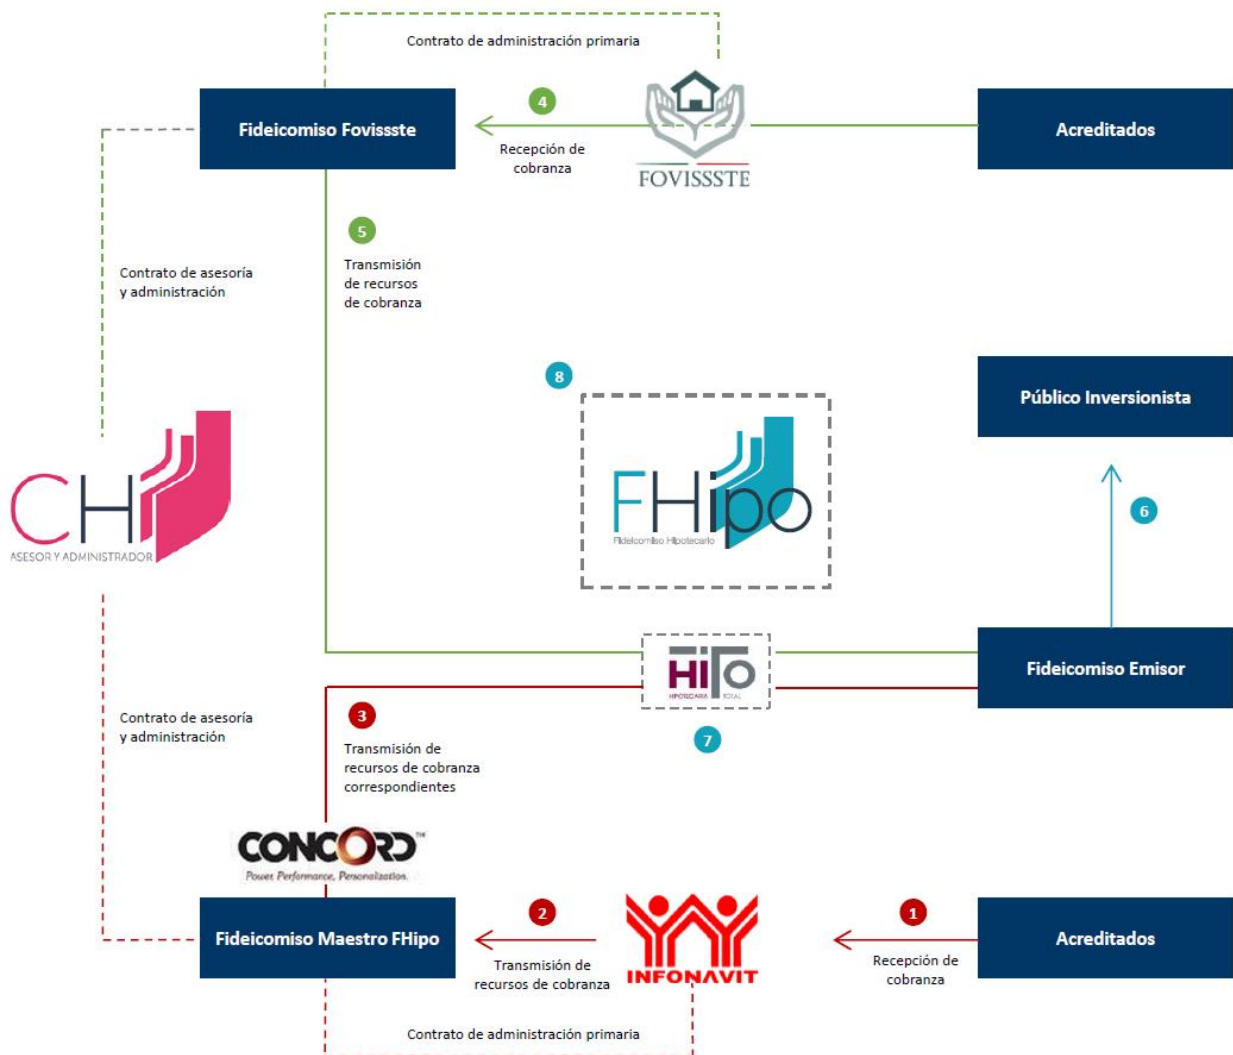 Contrato de administración primaria
Fideicomiso Fovissste
4
Recepción de
cobranza
FOVISSSTE
Acreditados
5
Transmisión
de recursos
de cobranza
Contrato de asesoría
y administración
8
Público Inversionista
CH
ASESOR Y ADMINISTRADOR
FHipo
Fideicomiso Hipotecario
6
HiTo
HIPOTECARIA TOTAL
Fideicomiso Emisor
7
Contrato de asesoría
y administración
3
Transmisión de
recursos de cobranza
correspondientes
CONCORD™
Power. Performance. Personalization.
Fideicomiso Maestro FHipo
2
Transmisión de
recursos de cobranza
INFONAVIT
1
Recepción de
cobranza
Acreditados
Contrato de administración primaria